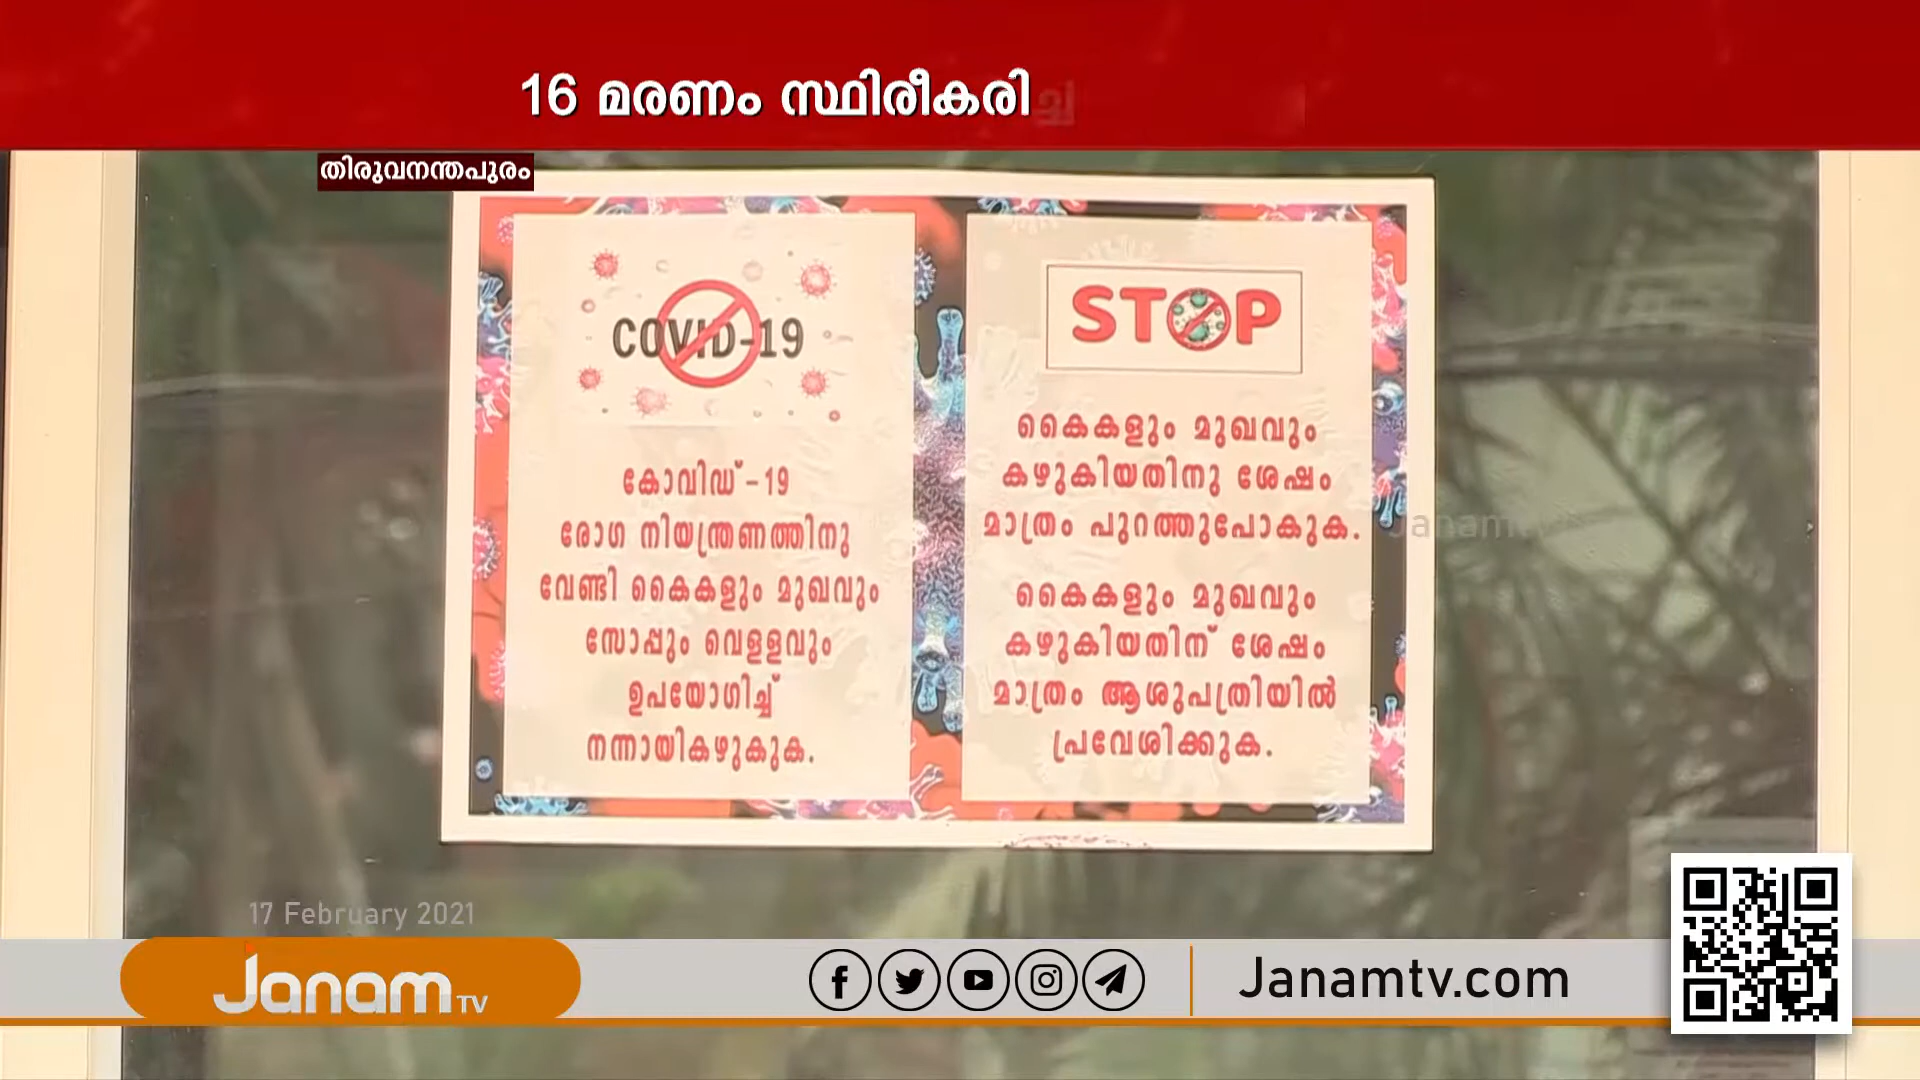 16 മരണം സ്ഥിരീകരിച്ച
തിരുവനന്തപുരം
COVID-19
കോവിഡ്-19
രോഗ നിയന്ത്രണത്തിനു
വേണ്ടി കൈകളും മുഖവും
സോപ്പും വെള്ളവും
ഉപയോഗിച്ച്
നന്നായികഴുകുക.
STOP
കൈകളും മുഖവും
കഴുകിയതിനു ശേഷം
മാത്രം പുറത്തുപോകുക.
കൈകളും മുഖവും
കഴുകിയതിന് ശേഷം
മാത്രം ആശുപത്രിയിൽ
പ്രവേശിക്കുക.
Janamtv
17 February 2021
Janam TV
Janamtv.com